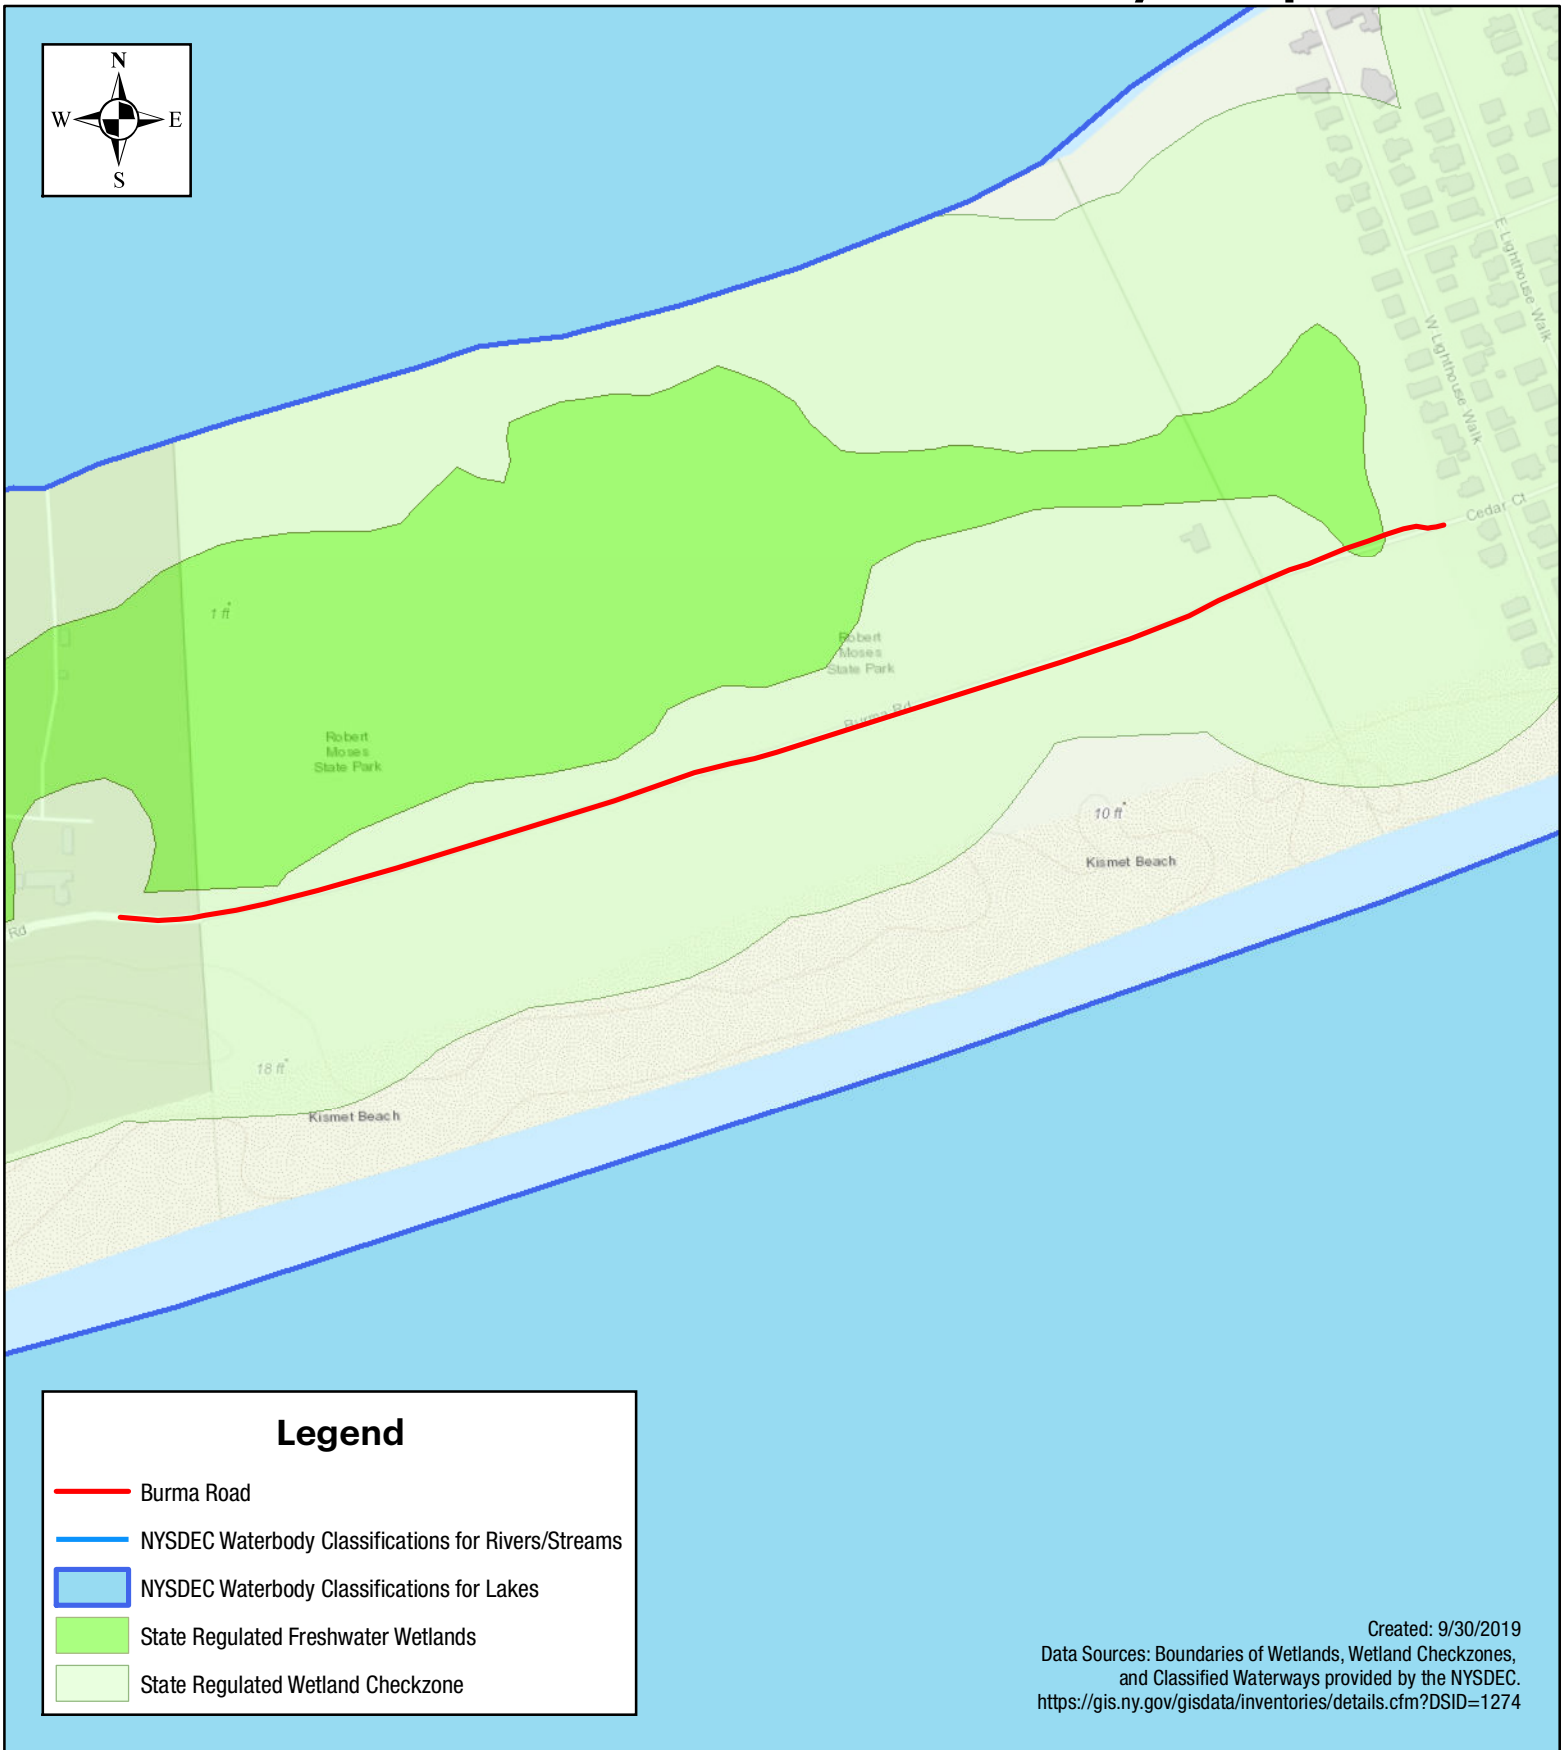 N
W E
S
E Lighthouse Walk
W Lighthouse Walk
Cedar Ct
1 ft
Robert
Moses
State Park
Burma Rd
Robert
Moses
State Park
10 ft
Kismet Beach
Rd
18 ft
Kismet Beach
Legend
Burma Road
NYSDEC Waterbody Classifications for Rivers/Streams
NYSDEC Waterbody Classifications for Lakes
State Regulated Freshwater Wetlands
State Regulated Wetland Checkzone
Created: 9/30/2019
Data Sources: Boundaries of Wetlands, Wetland Checkzones,
and Classified Waterways provided by the NYSDEC.
https://gis.ny.gov/gisdata/inventories/details.cfm?DSID=1274